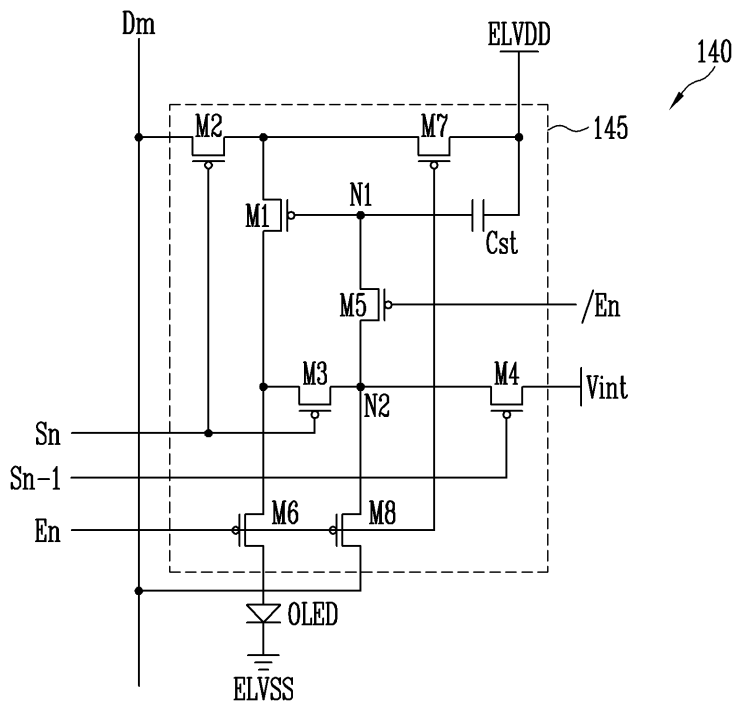 Dm
ELVDD
140
M2
M7
145
N1
M1
Cst
M5
/En
M3
M4
Vint
N2
Sn
Sn-1
M6
M8
En
OLED
ELVSS